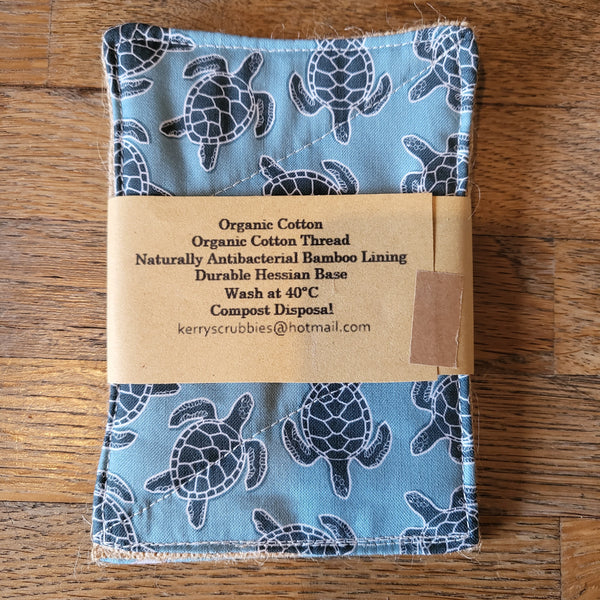 Organic Cotton
Organic Cotton Thread
Naturally Antibacterial Bamboo Lining
Durable Hessian Base
Wash at 40°C
Compost Disposal
kerryscrubbies@hotmail.com